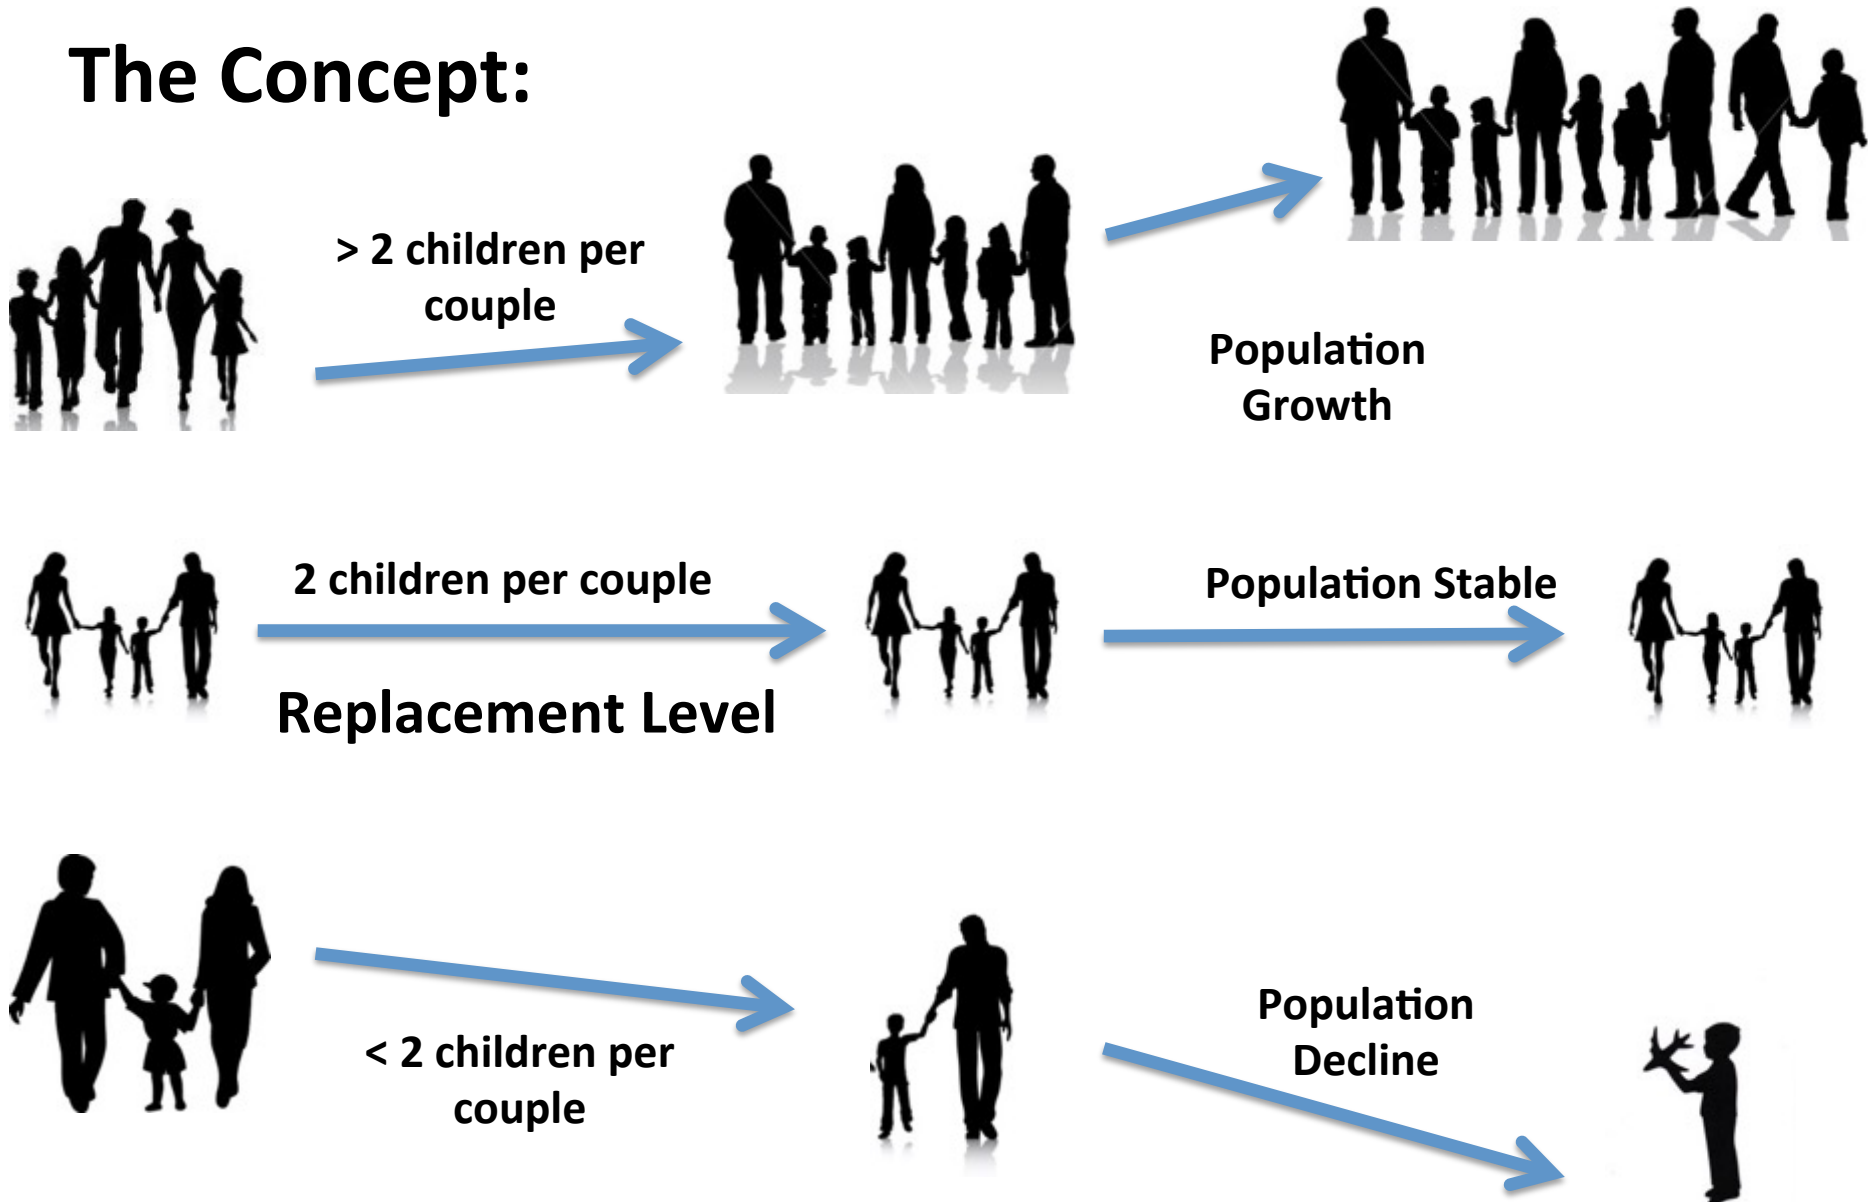 The Concept:
> 2 children per
couple
Population
Growth
2 children per couple
Population Stable
Replacement Level
< 2 children per
couple
Population
Decline